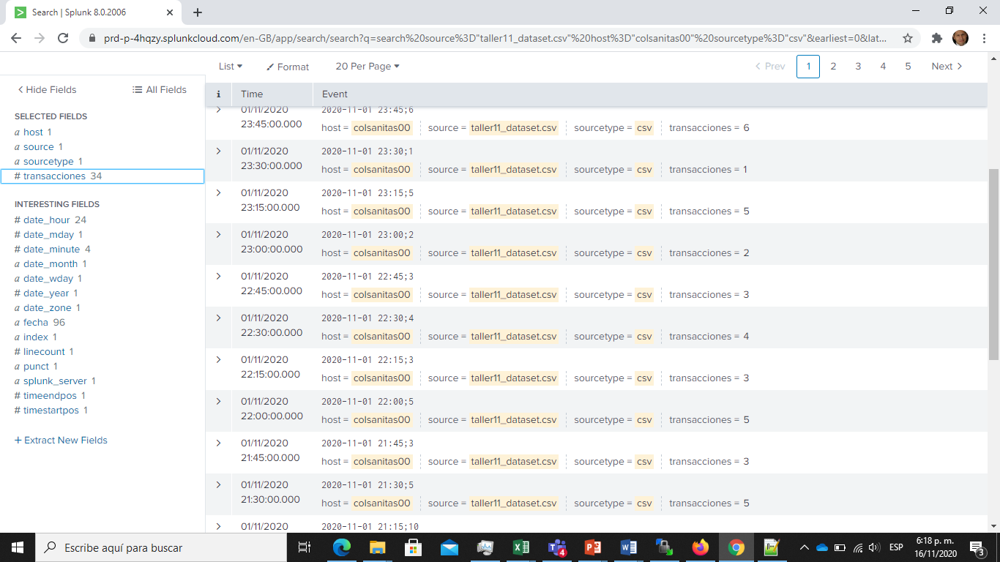 Search | Splunk 8.0.2006
prd-p-4hqzy.splunkcloud.com/en-GB/app/search/search?q=search%20source%3D"taller11_dataset.csv"%20host%3D"colsanitas00"%20sourcetype%3D"csv"&earliest=0&lat...
List Format 20 Per Page < Prev 1 2 3 4 5 Next >
< Hide Fields All Fields
SELECTED FIELDS
a host 1
a source 1
a sourcetype 1
# transacciones 34
INTERESTING FIELDS
# date_hour 24
# date_mday 1
# date_minute 4
a date_month 1
a date_wday 1
# date_year 1
a date_zone 1
a fecha 96
a index 1
# linecount 1
a punct 1
a splunk_server 1
# timeendpos 1
# timestartpos 1
+ Extract New Fields
i Time Event
01/11/2020 2020-11-01 23:45;6
23:45:00.000 host = colsanitas00 source = taller11_dataset.csv sourcetype = csv transacciones = 6
01/11/2020 2020-11-01 23:30;1
23:30:00.000 host = colsanitas00 source = taller11_dataset.csv sourcetype = csv transacciones = 1
01/11/2020 2020-11-01 23:15;5
23:15:00.000 host = colsanitas00 source = taller11_dataset.csv sourcetype = csv transacciones = 5
01/11/2020 2020-11-01 23:00;2
23:00:00.000 host = colsanitas00 source = taller11_dataset.csv sourcetype = csv transacciones = 2
01/11/2020 2020-11-01 22:45;3
22:45:00.000 host = colsanitas00 source = taller11_dataset.csv sourcetype = csv transacciones = 3
01/11/2020 2020-11-01 22:30;4
22:30:00.000 host = colsanitas00 source = taller11_dataset.csv sourcetype = csv transacciones = 4
01/11/2020 2020-11-01 22:15;3
22:15:00.000 host = colsanitas00 source = taller11_dataset.csv sourcetype = csv transacciones = 3
01/11/2020 2020-11-01 22:00;5
22:00:00.000 host = colsanitas00 source = taller11_dataset.csv sourcetype = csv transacciones = 5
01/11/2020 2020-11-01 21:45;3
21:45:00.000 host = colsanitas00 source = taller11_dataset.csv sourcetype = csv transacciones = 3
01/11/2020 2020-11-01 21:30;5
21:30:00.000 host = colsanitas00 source = taller11_dataset.csv sourcetype = csv transacciones = 5
01/11/2020 2020-11-01 21:15;10
Escribe aquí para buscar
4
ESP
6:18 p. m.
16/11/2020
3